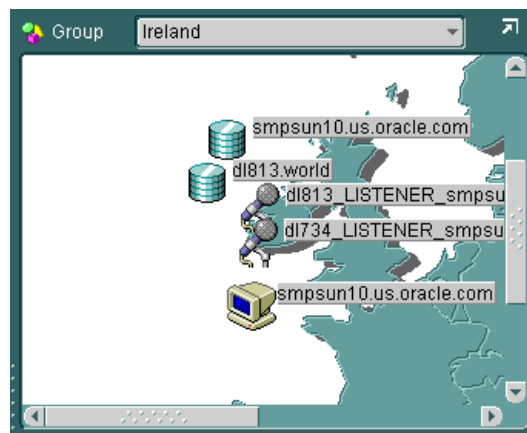 Group Ireland
smpsun10.us.oracle.com
dl813.world
dl813_LISTENER_smpsu
dl734_LISTENER_smpsu
smpsun10.us.oracle.com